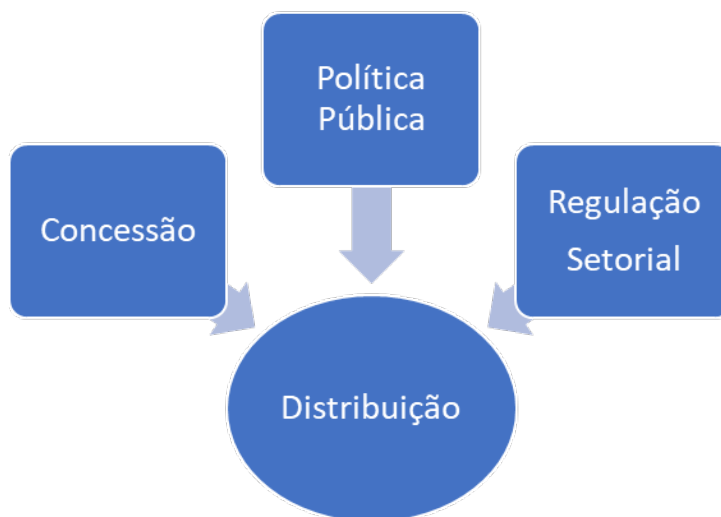 Política
Pública
Concessão
Regulação
Setorial
Distribuição